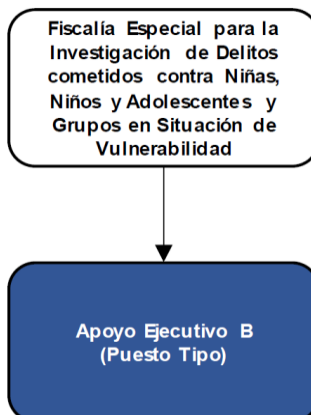 Fiscalía Especial para la
Investigación de Delitos
cometidos contra Niñas,
Niños y Adolescentes y
Grupos en Situación de
Vulnerabilidad
Apoyo Ejecutivo B
(Puesto Tipo)